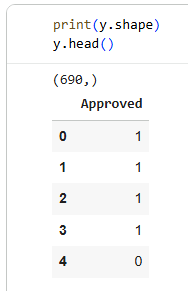 print(y.shape)
y.head()
(690,)
Approved
0 1
1 1
2 1
3 1
4 0